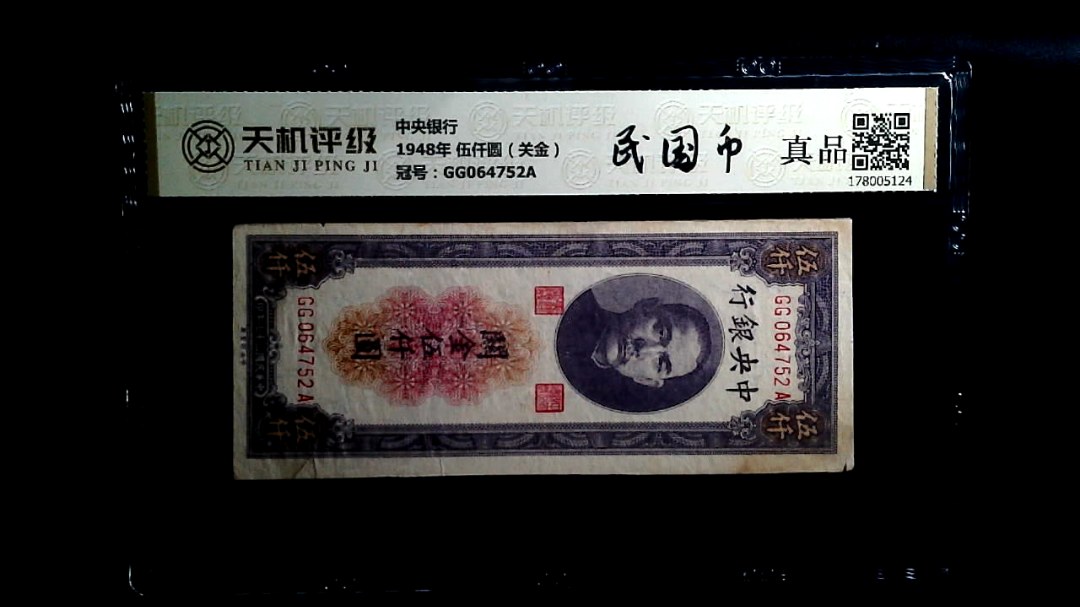 天机评级
TIAN JI PING JI
中央银行
1948年 伍仟圆（关金）
冠号：GG064752A
民国币
真品
178005124
中央銀行
GG064752A
關金伍仟圓
GG064752A
伍仟
伍仟
伍仟
伍仟